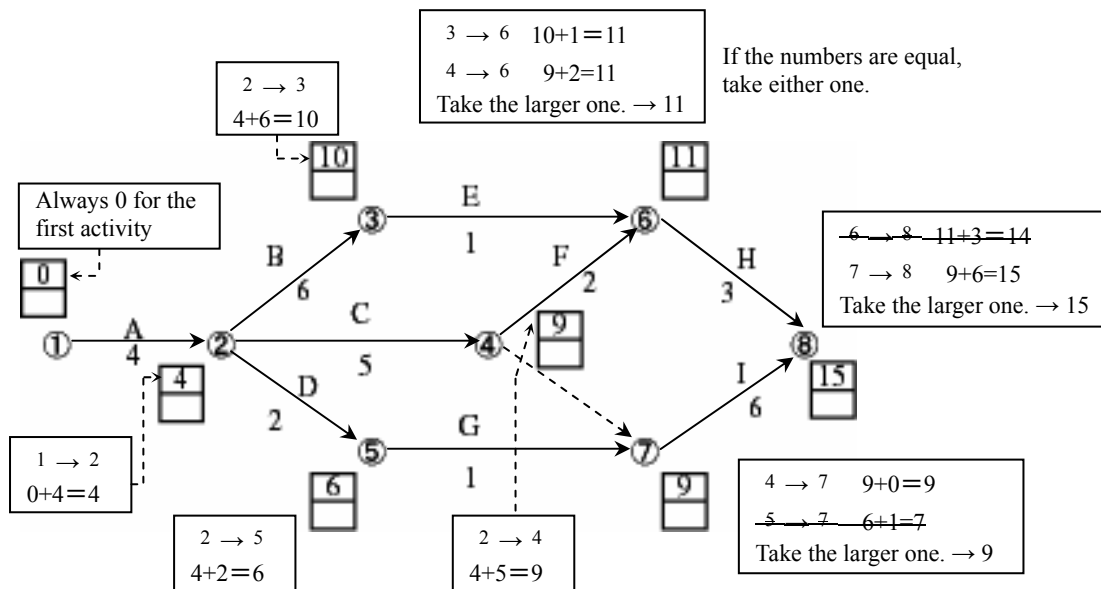 3 → 6 10+1＝11
4 → 6 9+2=11
Take the larger one. → 11
If the numbers are equal,
take either one.
2 → 3
4+6＝10
10
11
Always 0 for the
first activity
0
③
E
1
⑥
B
6
F
2
H
3
6 → 8 11+3＝14
7 → 8 9+6=15
Take the larger one. → 15
①
A
4
②
C
5
④
9
⑧
4
D
2
I
6
15
1 → 2
0+4＝4
⑤
G
1
⑦
6
9
4 → 7 9+0＝9
5 → 7 6+1=7
Take the larger one. → 9
2 → 5
4+2＝6
2 → 4
4+5＝9